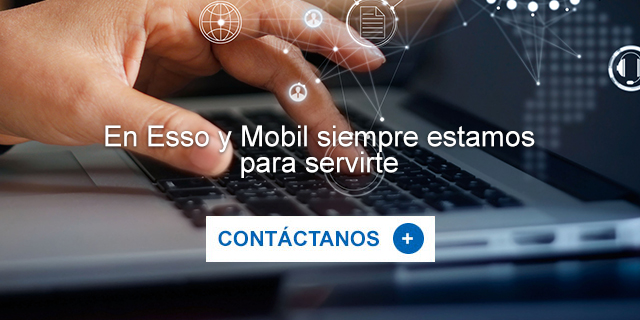 En Esso y Mobil siempre estamos
para servirte
CONTÁCTANOS +